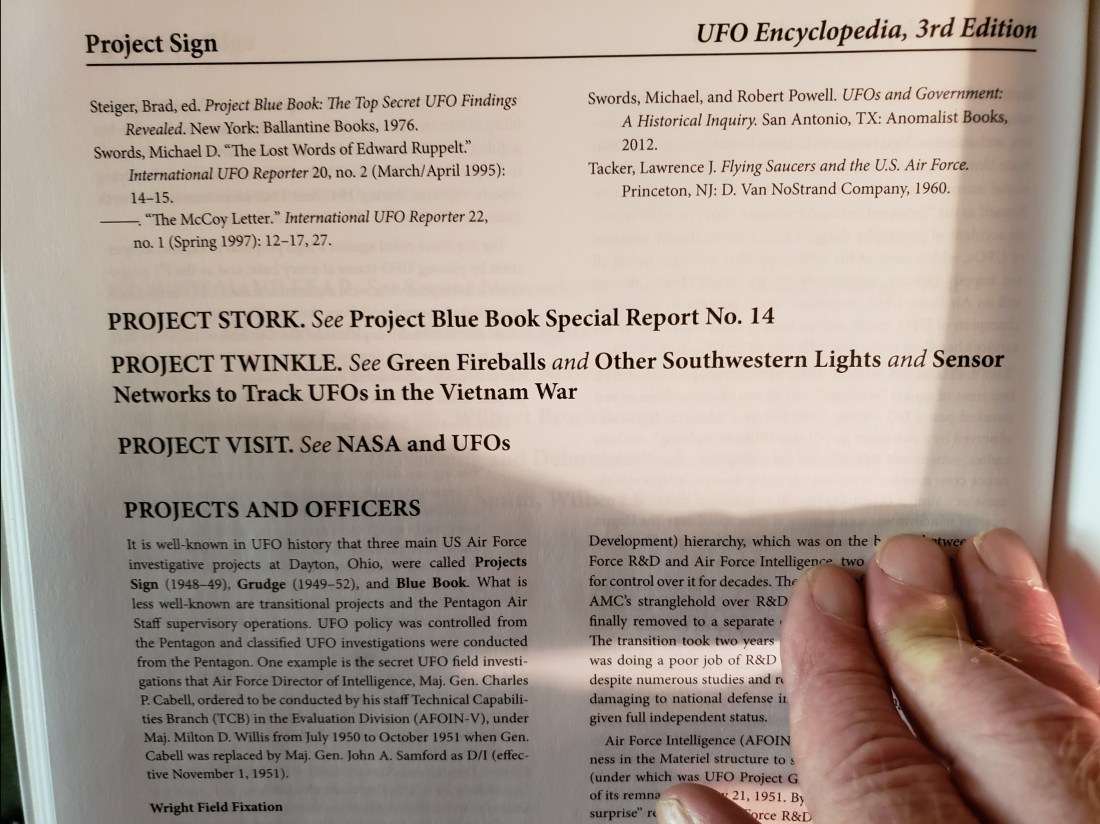 Project Sign
UFO Encyclopedia, 3rd Edition
Steiger, Brad, ed. Project Blue Book: The Top Secret UFO Findings
Revealed. New York: Ballantine Books, 1976.
Swords, Michael D. “The Lost Words of Edward Ruppelt.”
International UFO Reporter 20, no. 2 (March/April 1995):
14–15.
———. “The McCoy Letter.” International UFO Reporter 22,
no. 1 (Spring 1997): 12–17, 27.
Swords, Michael, and Robert Powell. UFOs and Government:
A Historical Inquiry. San Antonio, TX: Anomalist Books,
2012.
Tacker, Lawrence J. Flying Saucers and the U.S. Air Force.
Princeton, NJ: D. Van NoStrand Company, 1960.
PROJECT STORK. See Project Blue Book Special Report No. 14
PROJECT TWINKLE. See Green Fireballs and Other Southwestern Lights and Sensor
Networks to Track UFOs in the Vietnam War
PROJECT VISIT. See NASA and UFOs
PROJECTS AND OFFICERS
It is well-known in UFO history that three main US Air Force
investigative projects at Dayton, Ohio, were called Projects
Sign (1948–49), Grudge (1949–52), and Blue Book. What is
less well-known are transitional projects and the Pentagon Air
Staff supervisory operations. UFO policy was controlled from
the Pentagon and classified UFO investigations were conducted
from the Pentagon. One example is the secret UFO field investi-
gations that Air Force Director of Intelligence, Maj. Gen. Charles
P. Cabell, ordered to be conducted by his staff Technical Capabili-
ties Branch (TCB) in the Evaluation Division (AFOIN-V), under
Maj. Milton D. Willis from July 1950 to October 1951 when Gen.
Cabell was replaced by Maj. Gen. John A. Samford as D/I (effec-
tive November 1, 1951).
Wright Field Fixation
Development) hierarchy, which was on the
Force R&D and Air Force Intelligence, two
for control over it for decades. The
AMC’s stranglehold over R&D
finally removed to a separate
The transition took two years
was doing a poor job of R&D
despite numerous studies and
damaging to national defense
given full independent status.
Air Force Intelligence (AFOIN
ness in the Materiel structure to
(under which was UFO Project G
of its 21, 1951. By
surprise” Force R&D